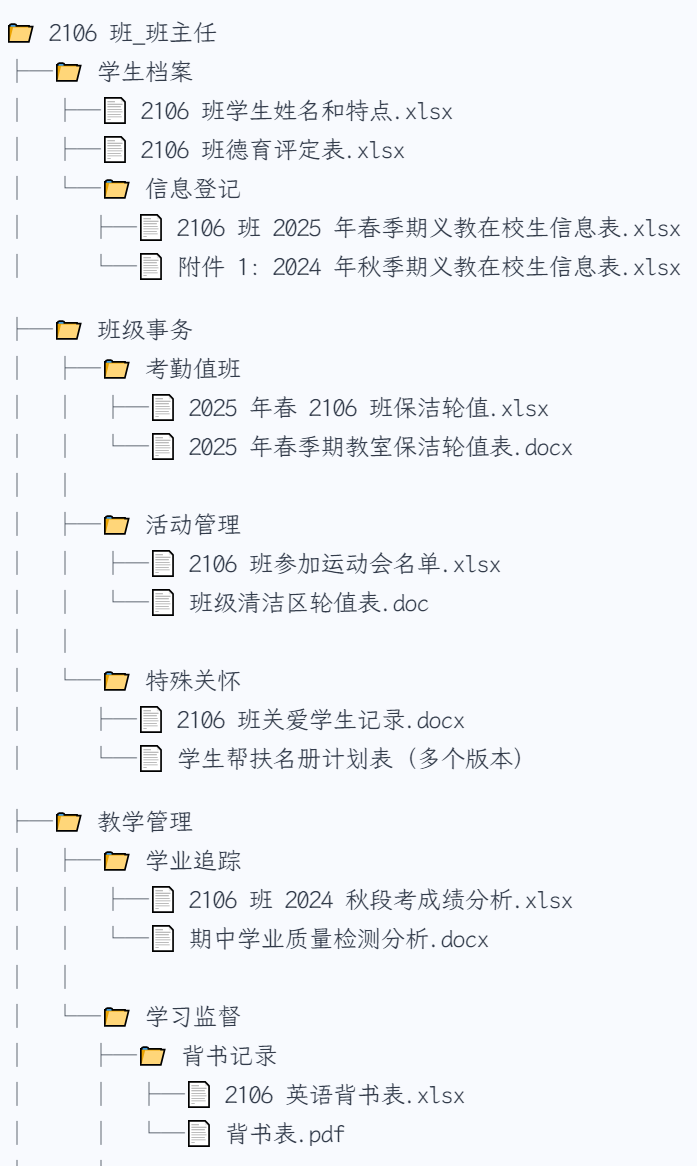 2106 班_班主任
学生档案
2106 班学生姓名和特点.xlsx
2106 班德育评定表.xlsx
信息登记
2106 班 2025 年春季期义教在校生信息表.xlsx
附件 1: 2024 年秋季期义教在校生信息表.xlsx
班级事务
考勤值班
2025 年春 2106 班保洁轮值.xlsx
2025 年春季期教室保洁轮值表.docx
活动管理
2106 班参加运动会名单.xlsx
班级清洁区轮值表.doc
特殊关怀
2106 班关爱学生记录.docx
学生帮扶名册计划表（多个版本）
教学管理
学业追踪
2106 班 2024 秋段考成绩分析.xlsx
期中学业质量检测分析.docx
学习监督
背书记录
2106 英语背书表.xlsx
背书表.pdf